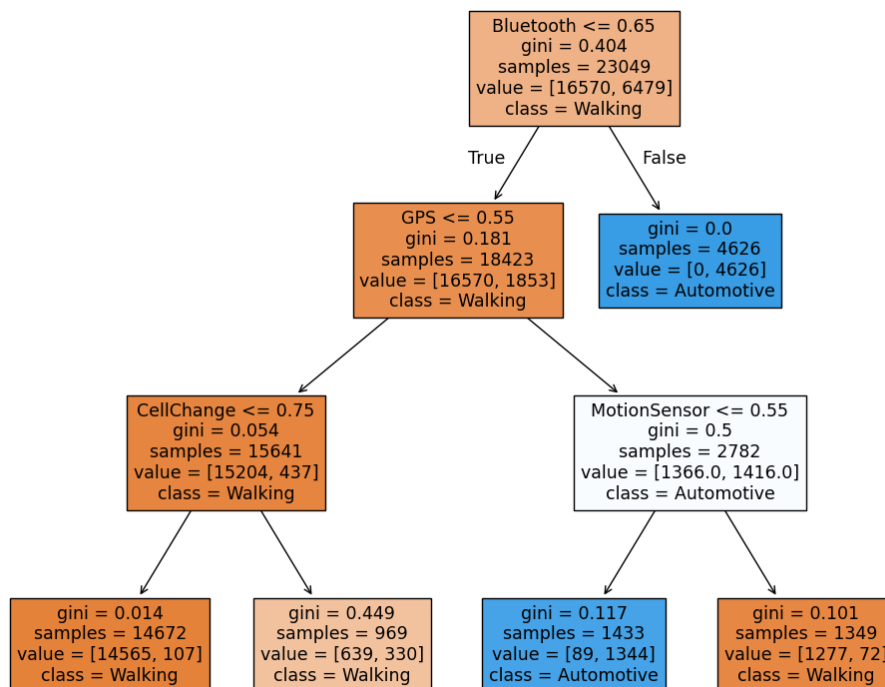 Bluetooth <= 0.65
gini = 0.404
samples = 23049
value = [16570, 6479]
class = Walking
True
False
GPS <= 0.55
gini = 0.181
samples = 18423
value = [16570, 1853]
class = Walking
gini = 0.0
samples = 4626
value = [0, 4626]
class = Automotive
CellChange <= 0.75
gini = 0.054
samples = 15641
value = [15204, 437]
class = Walking
MotionSensor <= 0.55
gini = 0.5
samples = 2782
value = [1366.0, 1416.0]
class = Automotive
gini = 0.014
samples = 14672
value = [14565, 107]
class = Walking
gini = 0.449
samples = 969
value = [639, 330]
class = Walking
gini = 0.117
samples = 1433
value = [89, 1344]
class = Automotive
gini = 0.101
samples = 1349
value = [1277, 72]
class = Walking